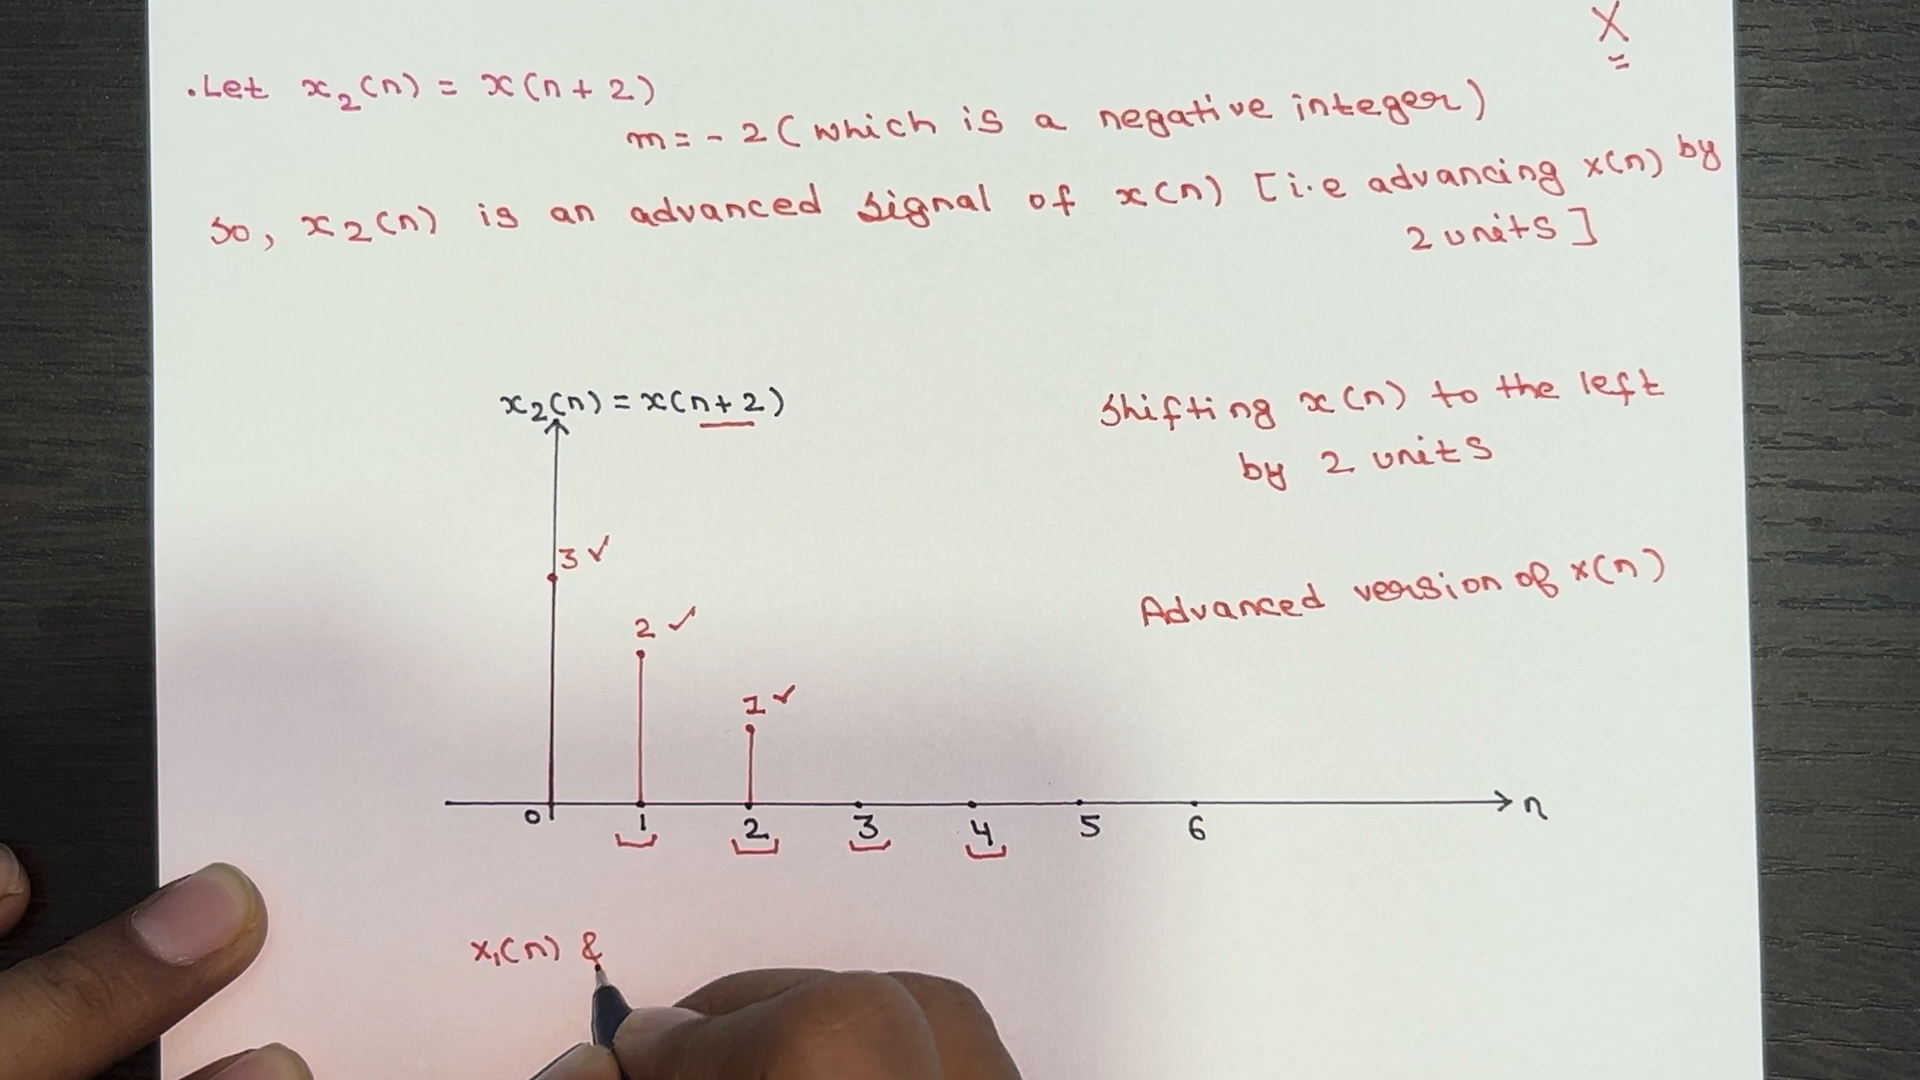 X
=
.Let x₂(n) = x(n+2)
m = -2 (which is a negative integer)
so, x₂(n) is an advanced signal of x(n) [i.e advancing x(n) by
2 units]
x₂(n) = x(n+2)
shifting x(n) to the left
by 2 units
3 ✓
Advanced version of x(n)
2 ✓
1 ✓
0 1 2 3 4 5 6 n
x₁(n) &